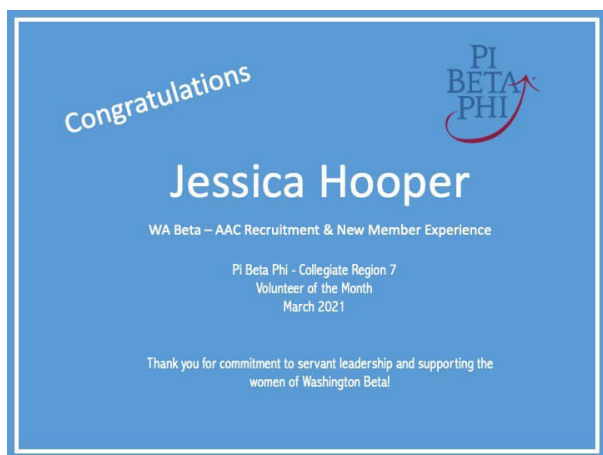 Congratulations
PI
BETA
PHI
Jessica Hooper
WA Beta – AAC Recruitment & New Member Experience
Pi Beta Phi - Collegiate Region 7
Volunteer of the Month
March 2021
Thank you for commitment to servant leadership and supporting the
women of Washington Beta!